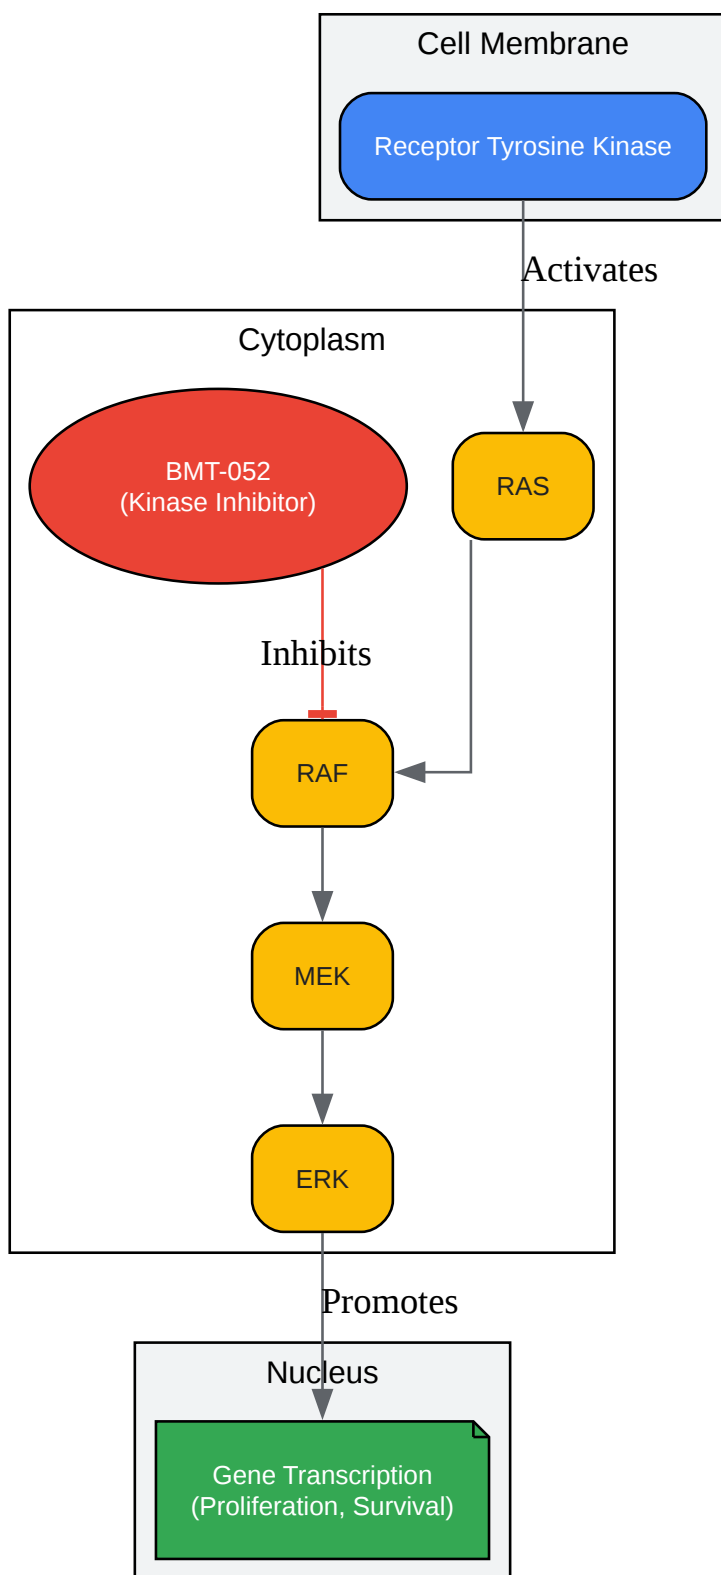 Cell Membrane
Receptor Tyrosine Kinase
Activates
Cytoplasm
BMT-052
(Kinase Inhibitor)
RAS
Inhibits
RAF
MEK
ERK
Promotes
Nucleus
Gene Transcription
(Proliferation, Survival)